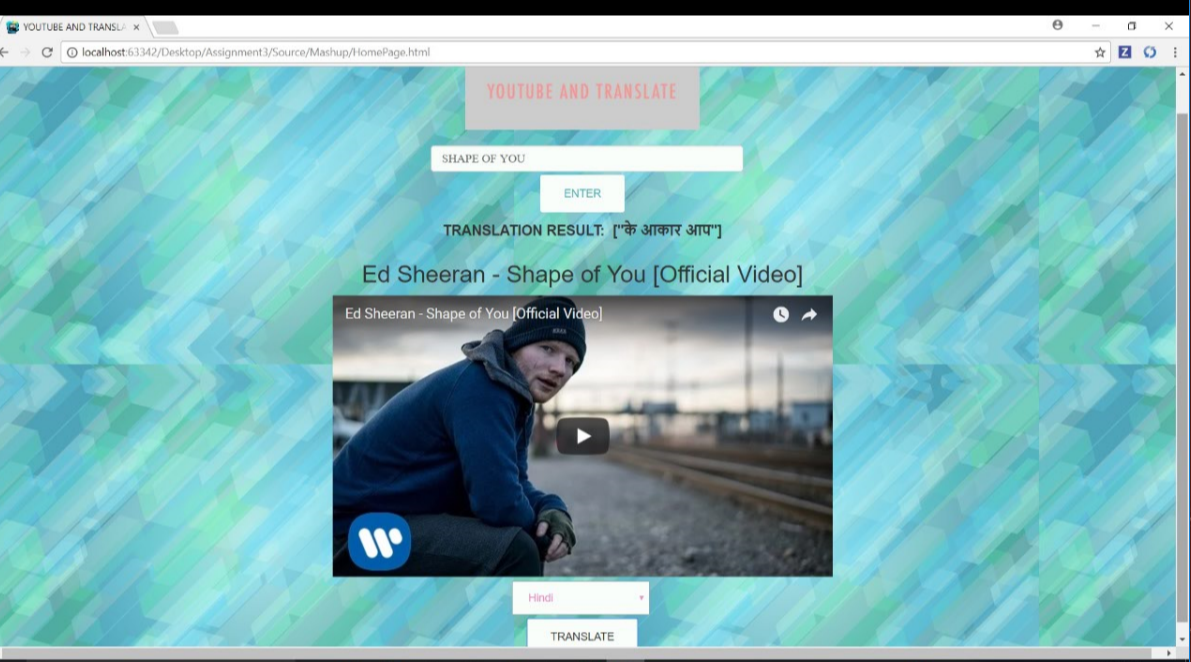 YOUTUBE AND TRANSL
localhost:63342/Desktop/Assignment3/Source/Mashup/HomePage.html
YOUTUBE AND TRANSLATE
SHAPE OF YOU
ENTER
TRANSLATION RESULT: ["के आकार आप"]
Ed Sheeran - Shape of You [Official Video]
Ed Sheeran - Shape of You [Official Video]
Hindi
TRANSLATE